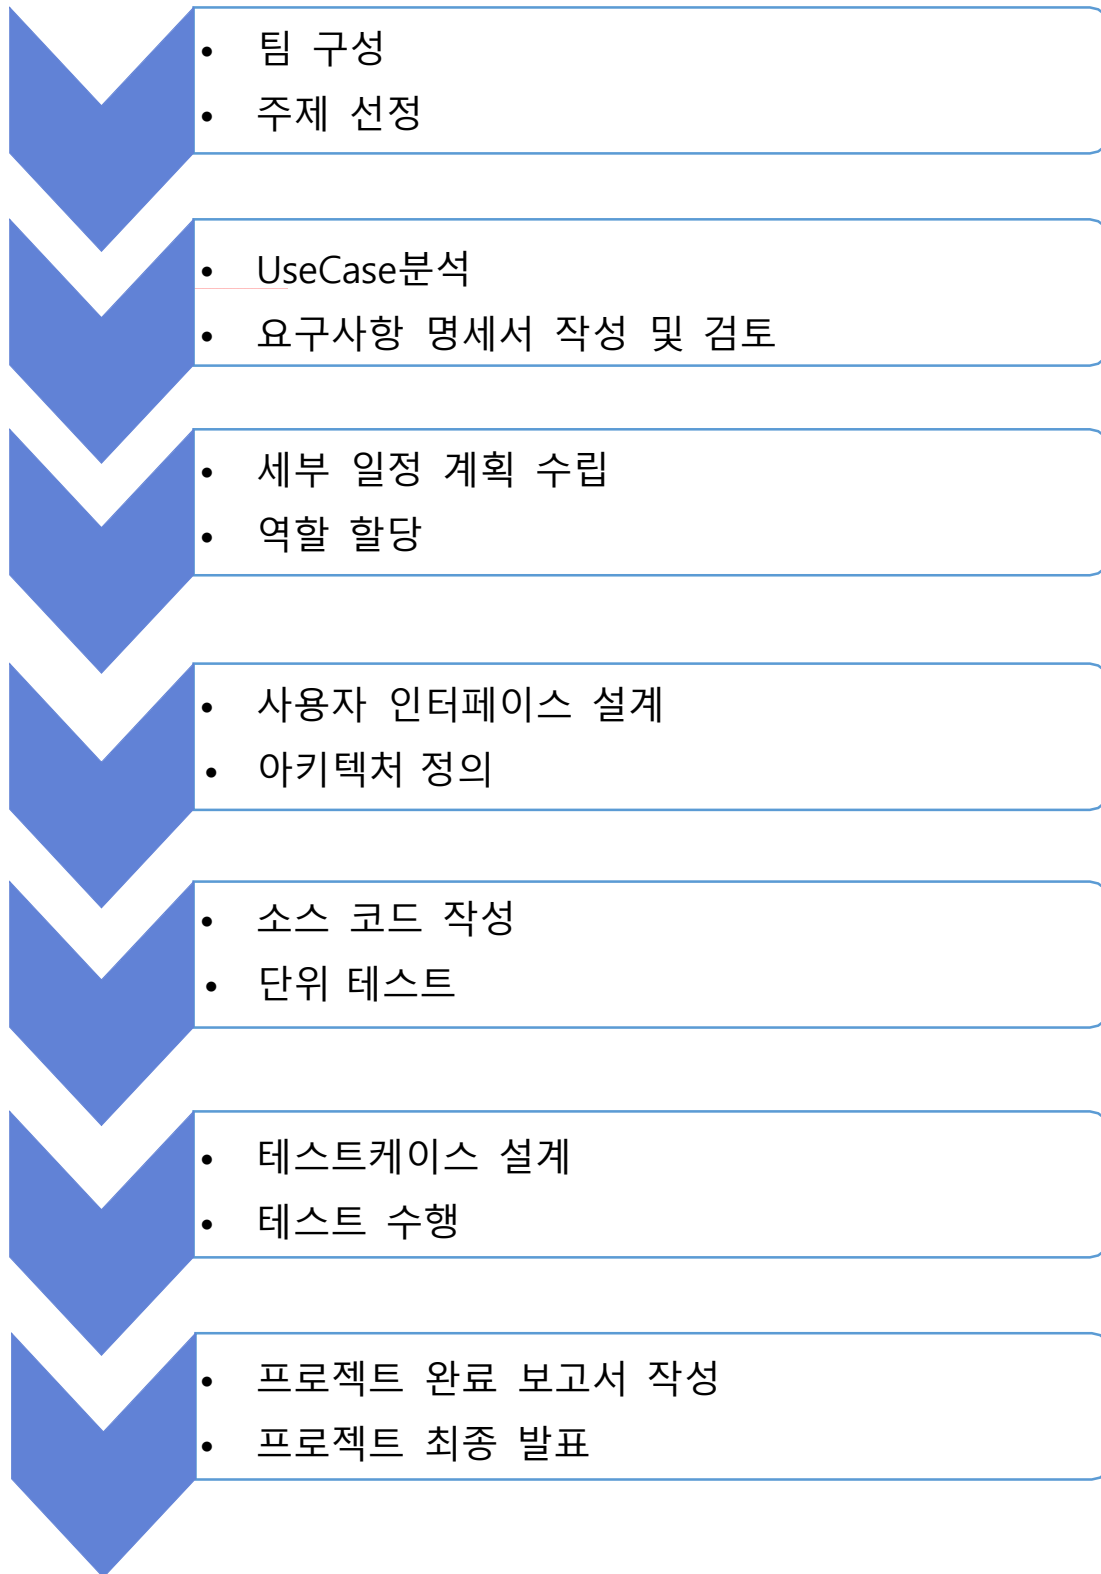 • 팀 구성
• 주제 선정
• UseCase분석
• 요구사항 명세서 작성 및 검토
• 세부 일정 계획 수립
• 역할 할당
• 사용자 인터페이스 설계
• 아키텍처 정의
• 소스 코드 작성
• 단위 테스트
• 테스트케이스 설계
• 테스트 수행
• 프로젝트 완료 보고서 작성
• 프로젝트 최종 발표